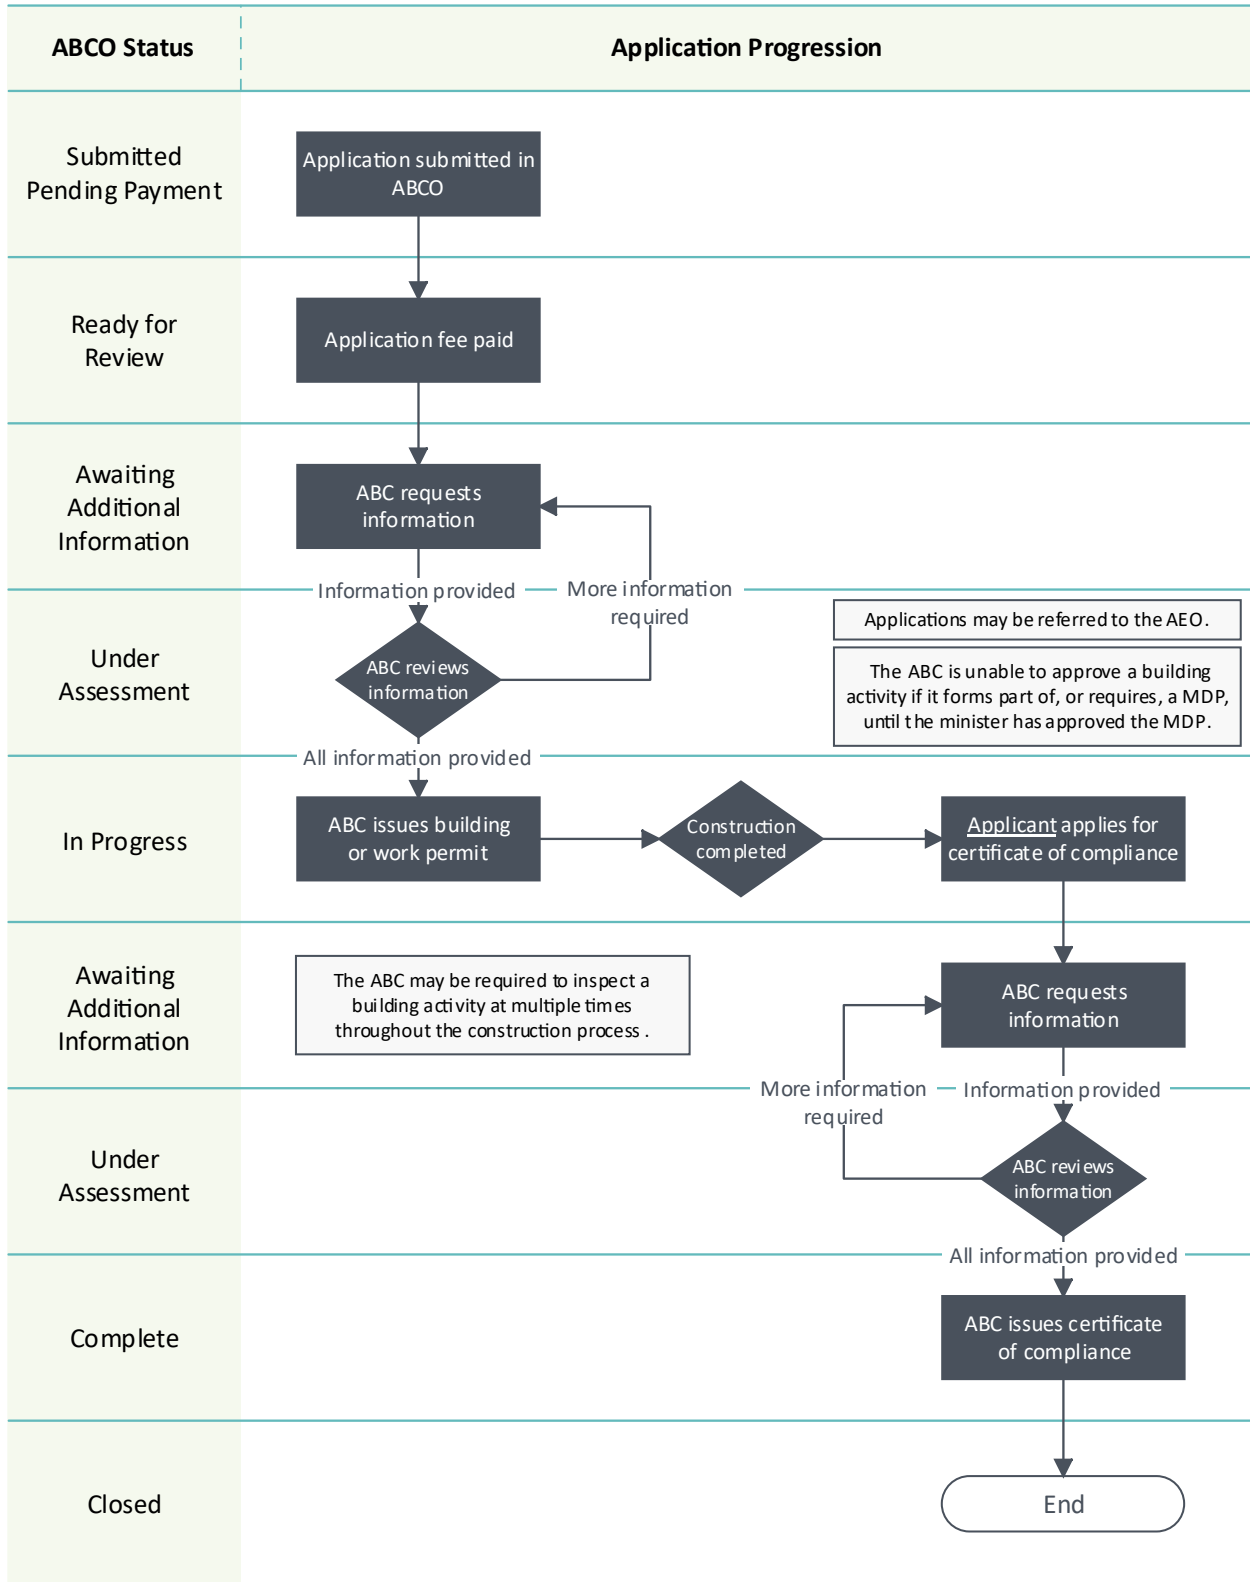 ABCO Status
Application Progression
Submitted
Pending Payment
Application submitted in
ABCO
Ready for
Review
Application fee paid
Awaiting
Additional
Information
ABC requests
information
Information provided
More information
required
Under
Assessment
ABC reviews
information
Applications may be referred to the AEO.
The ABC is unable to approve a building
activity if it forms part of, or requires, a MDP,
until the minister has approved the MDP.
All information provided
In Progress
ABC issues building
or work permit
Construction
completed
Applicant applies for
certificate of compliance
Awaiting
Additional
Information
The ABC may be required to inspect a
building activity at multiple times
throughout the construction process .
ABC requests
information
More information
required
Information provided
Under
Assessment
ABC reviews
information
All information provided
Complete
ABC issues certificate
of compliance
Closed
End